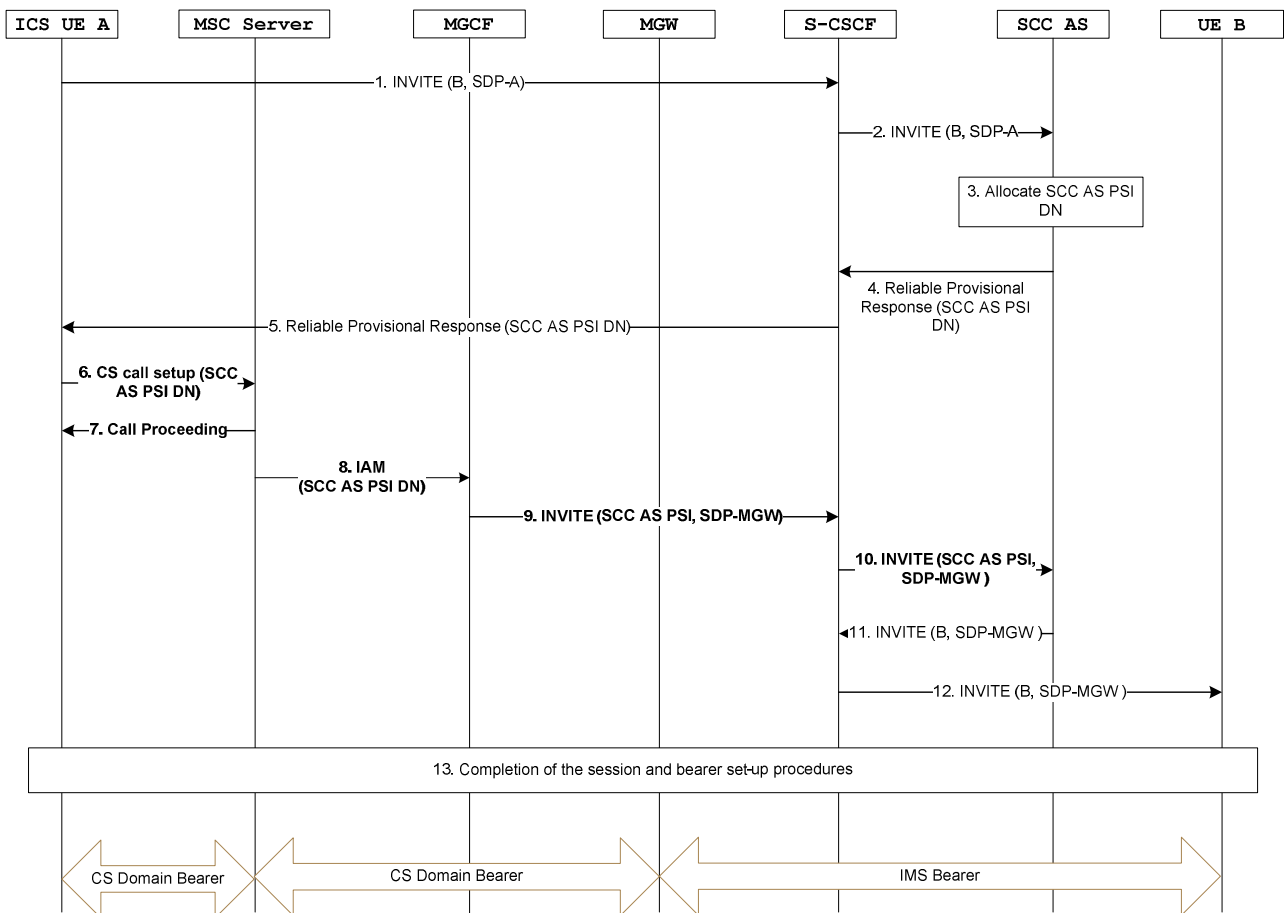 ICS UE A
MSC Server
MGCF
MGW
S-CSCF
SCC AS
UE B
1. INVITE (B, SDP-A)
2. INVITE (B, SDP-A
3. Allocate SCC AS PSI
DN
4. Reliable Provisional
Response (SCC AS PSI
DN)
5. Reliable Provisional Response (SCC AS PSI DN)
6. CS call setup (SCC
AS PSI DN)
7. Call Proceeding
8. IAM
(SCC AS PSI DN)
9. INVITE (SCC AS PSI, SDP-MGW)
10. INVITE (SCC AS PSI,
SDP-MGW )
11. INVITE (B, SDP-MGW )
12. INVITE (B, SDP-MGW )
13. Completion of the session and bearer set-up procedures
CS Domain Bearer
CS Domain Bearer
IMS Bearer